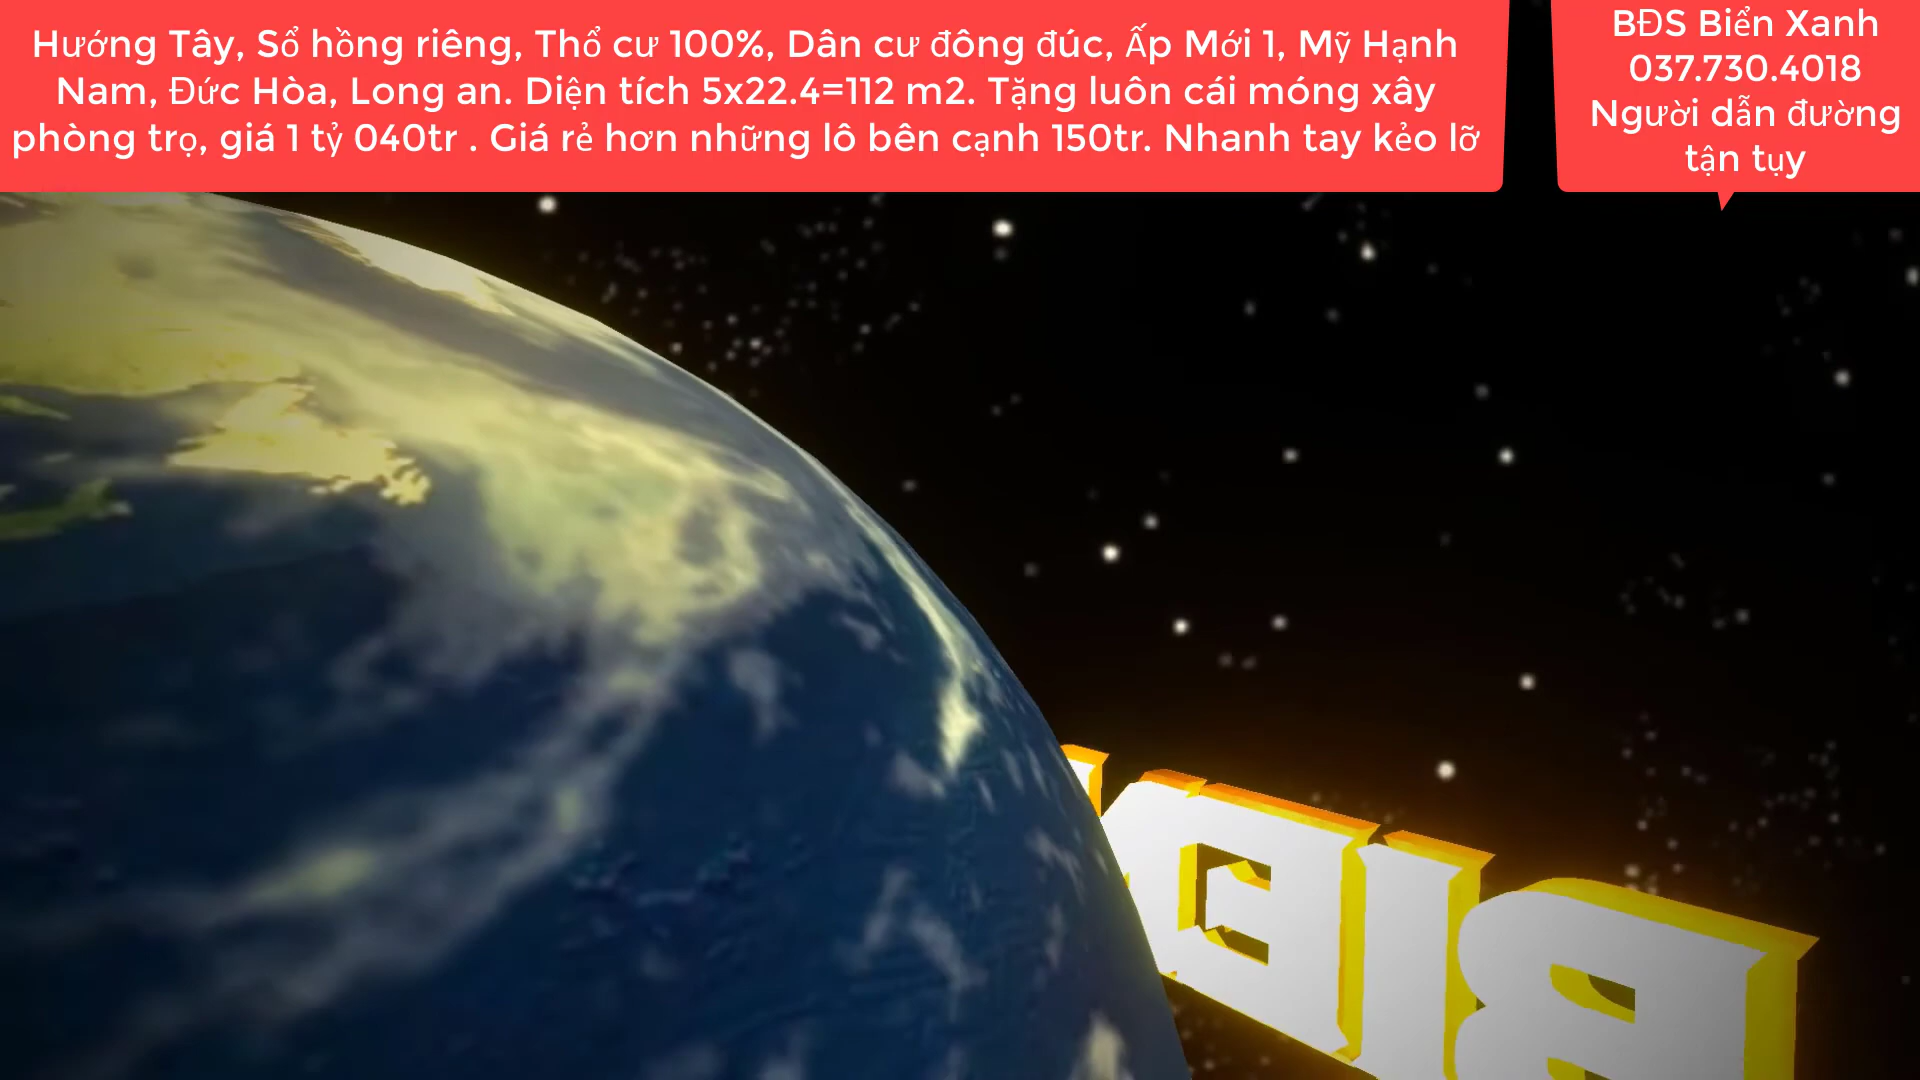 Hướng Tây, Sổ hồng riêng, Thổ cư 100%, Dân cư đông đúc, Ấp Mới 1, Mỹ Hạnh
Nam, Đức Hòa, Long an. Diện tích 5x22.4=112 m2. Tặng luôn cái móng xây
phòng trọ, giá 1 tỷ 040tr . Giá rẻ hơn những lô bên cạnh 150tr. Nhanh tay kẻo lỡ
BĐS Biển Xanh
037.730.4018
Người dẫn đường
tận tụy